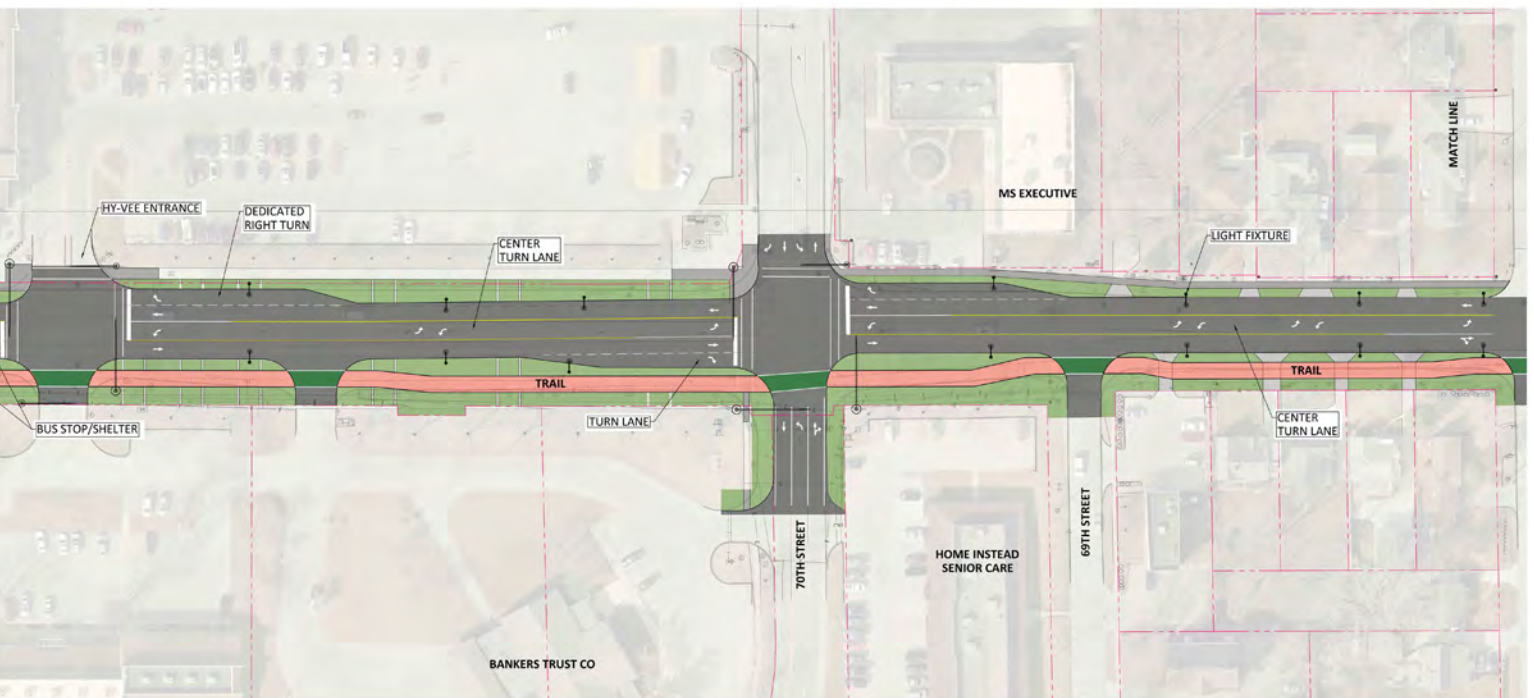 MATCH LINE
MS EXECUTIVE
HY-VEE ENTRANCE
DEDICATED
RIGHT TURN
CENTER
TURN LANE
LIGHT FIXTURE
TRAIL
TRAIL
TURN LANE
BUS STOP/SHELTER
CENTER
TURN LANE
70TH STREET
69TH STREET
HOME INSTEAD
SENIOR CARE
BANKERS TRUST CO